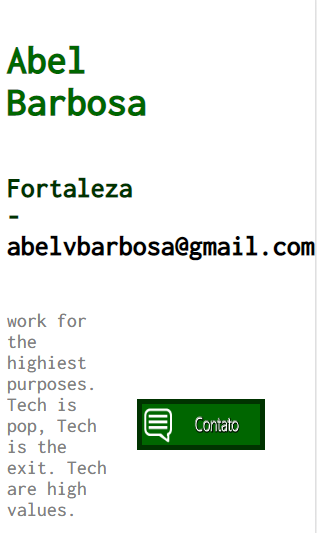 Abel
Barbosa
Fortaleza
-
abelvbarbosa@gmail.com
work for
the
highiest
purposes.
Tech is
pop, Tech
is the
exit. Tech
are high
values.
Contato